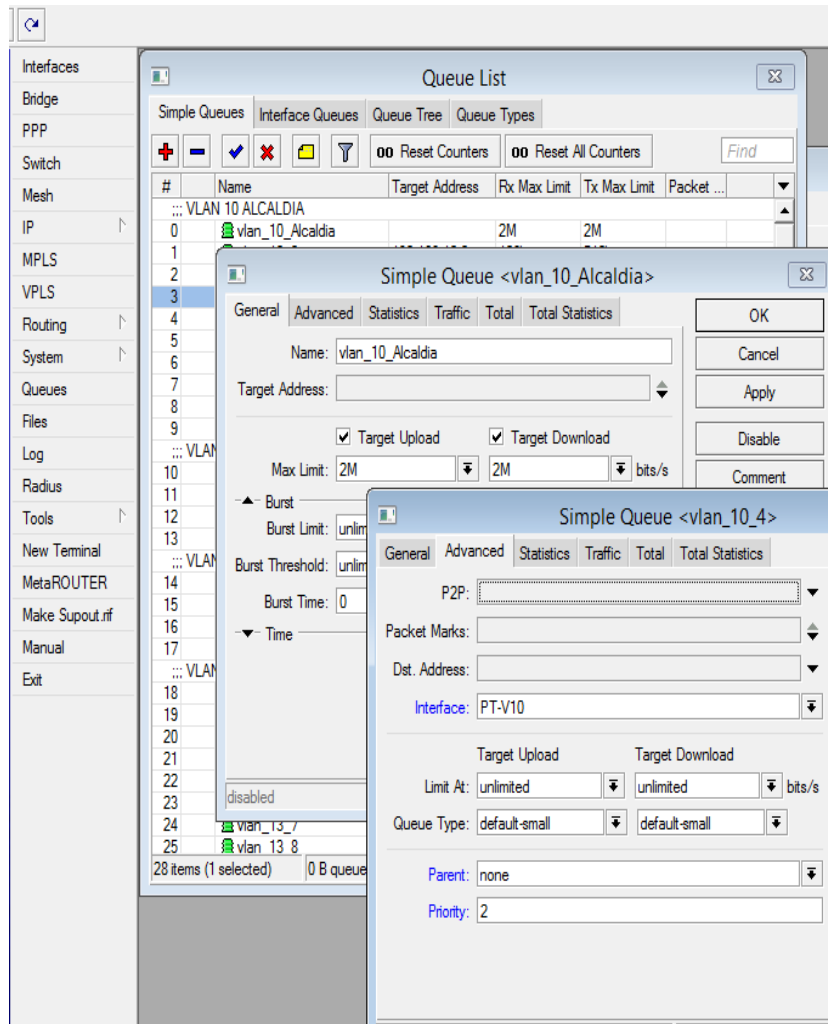 Interfaces
Bridge
PPP
Switch
Mesh
IP
MPLS
VPLS
Routing
System
Queues
Files
Log
Radius
Tools
New Terminal
MetaROUTER
Make Supout.rif
Manual
Exit
Queue List
Simple Queues Interface Queues Queue Tree Queue Types
00 Reset Counters 00 Reset All Counters Find
# Name Target Address Rx Max Limit Tx Max Limit Packet ...
;;; VLAN 10 ALCALDIA
0 vlan_10_Alcaldia 2M 2M
1
2
3
4
5
6
7
8
9
;;; VLAN
10
11
12
13
;;; VLAN
14
15
16
17
;;; VLAN
18
19
20
21
22
23
24 vlan_13_7
25 vlan_13_8
28 items (1 selected) 0 B queue
Simple Queue <vlan_10_Alcaldia>
General Advanced Statistics Traffic Total Total Statistics
Name: vlan_10_Alcaldia
Target Address:
Target Upload Target Download
Max Limit: 2M 2M bits/s
Burst
Burst Limit: unlim
Burst Threshold: unlim
Burst Time: 0
Time
disabled
OK
Cancel
Apply
Disable
Comment
Simple Queue <vlan_10_4>
General Advanced Statistics Traffic Total Total Statistics
P2P:
Packet Marks:
Dst. Address:
Interface: PT-V10
Target Upload Target Download
Limit At: unlimited unlimited bits/s
Queue Type: default-small default-small
Parent: none
Priority: 2